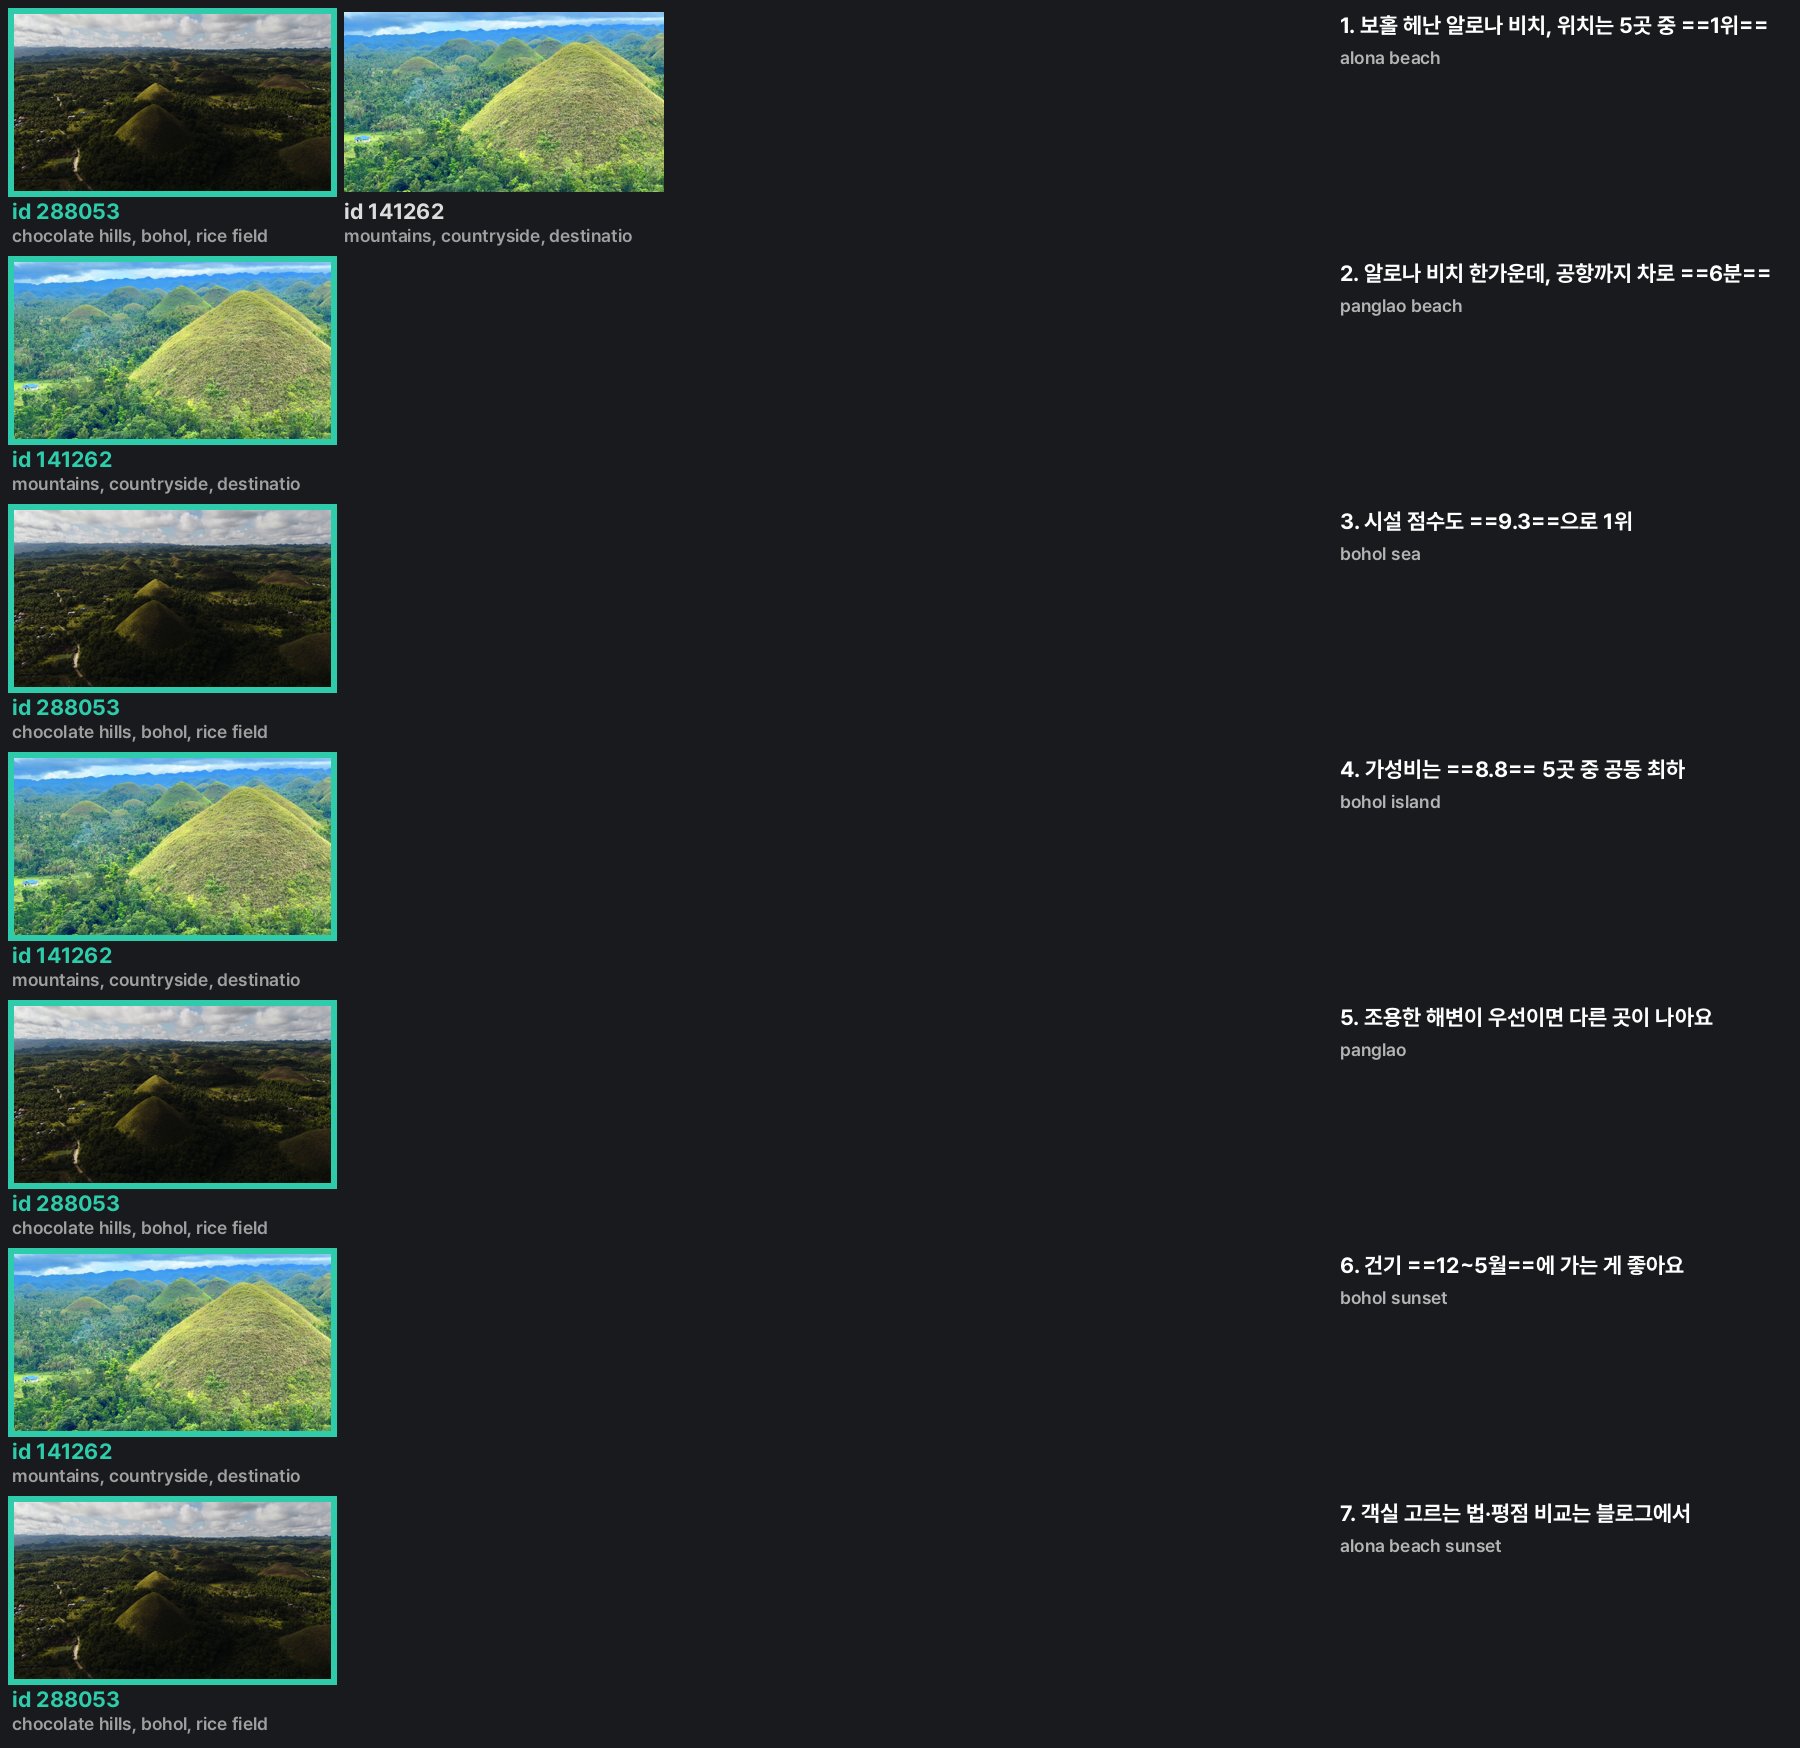 1. 보홀 헤난 알로나 비치, 위치는 5곳 중 ==1위==
alona beach
id 288053
chocolate hills, bohol, rice field
id 141262
mountains, countryside, destinatio
2. 알로나 비치 한가운데, 공항까지 차로 ==6분==
panglao beach
id 141262
mountains, countryside, destinatio
3. 시설 점수도 ==9.3==으로 1위
bohol sea
id 288053
chocolate hills, bohol, rice field
4. 가성비는 ==8.8== 5곳 중 공동 최하
bohol island
id 141262
mountains, countryside, destinatio
5. 조용한 해변이 우선이면 다른 곳이 나아요
panglao
id 288053
chocolate hills, bohol, rice field
6. 건기 ==12~5월==에 가는 게 좋아요
bohol sunset
id 141262
mountains, countryside, destinatio
7. 객실 고르는 법·평점 비교는 블로그에서
alona beach sunset
id 288053
chocolate hills, bohol, rice field